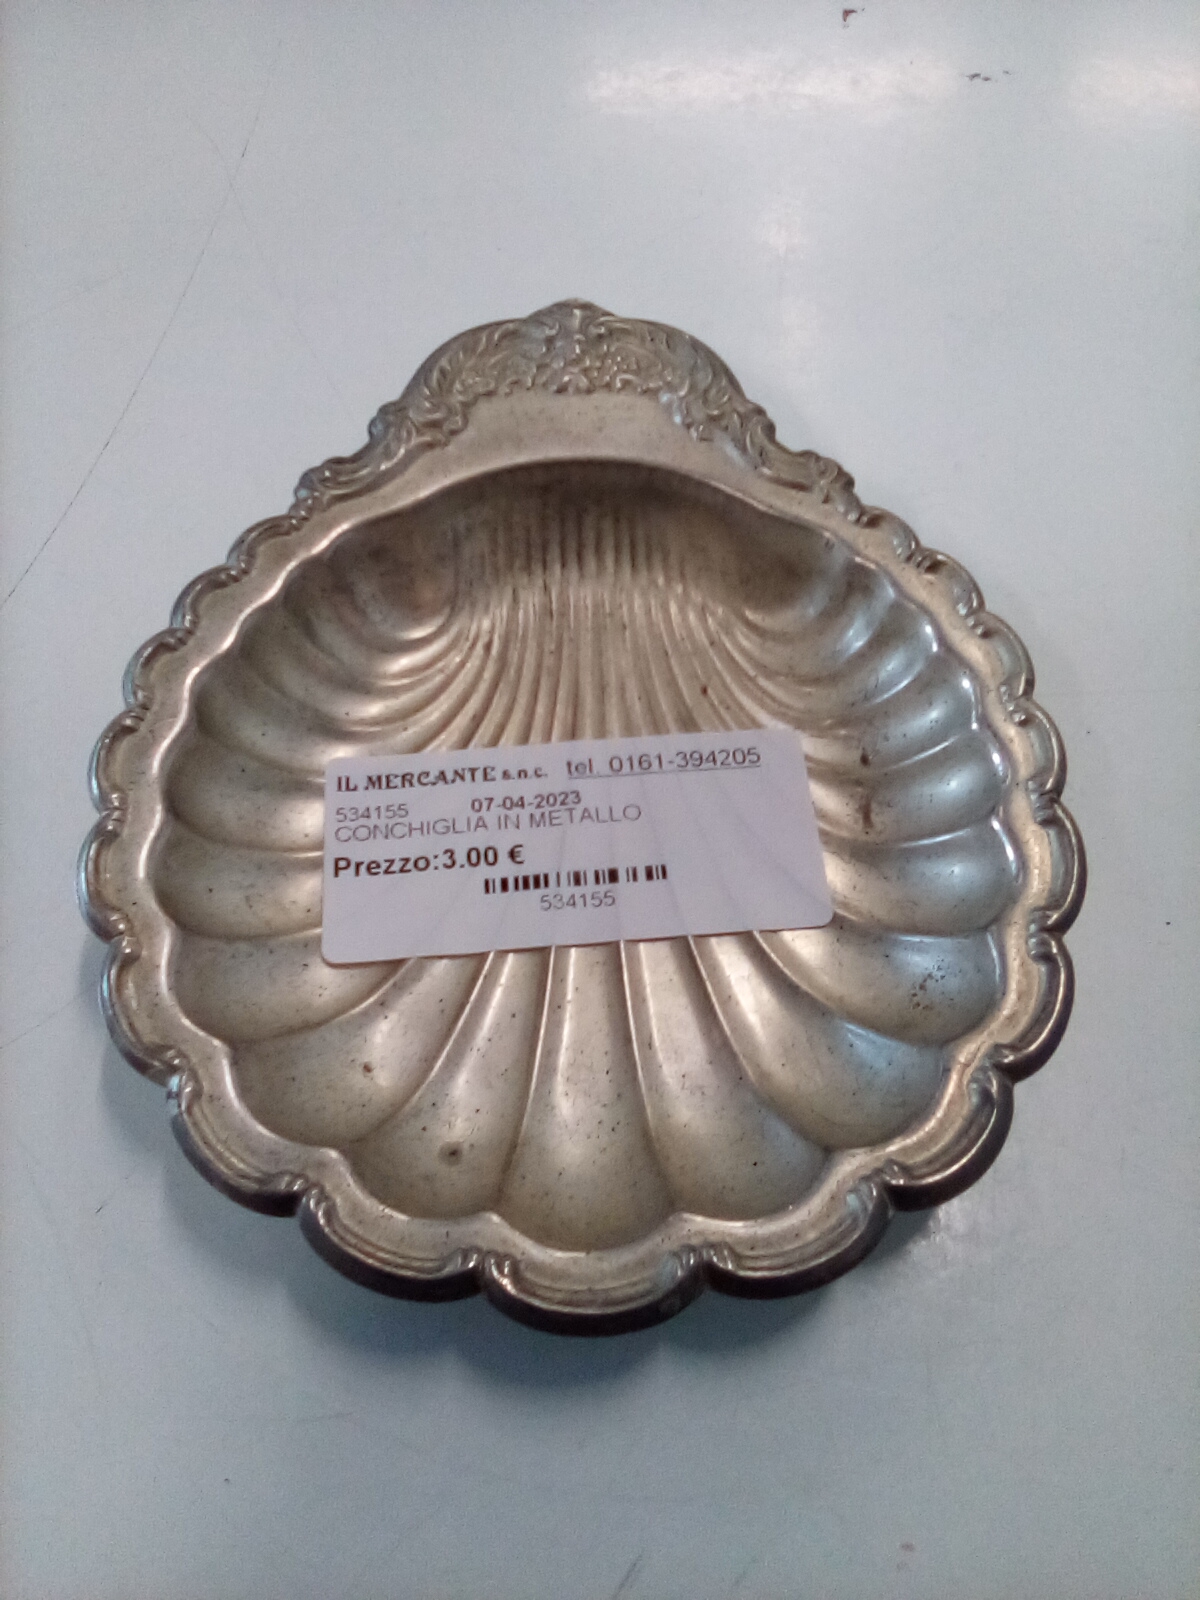 IL MERCANTE s.n.c. tel. 0161-394205
534155 07-04-2023
CONCHIGLIA IN METALLO
Prezzo:3.00 €
534155